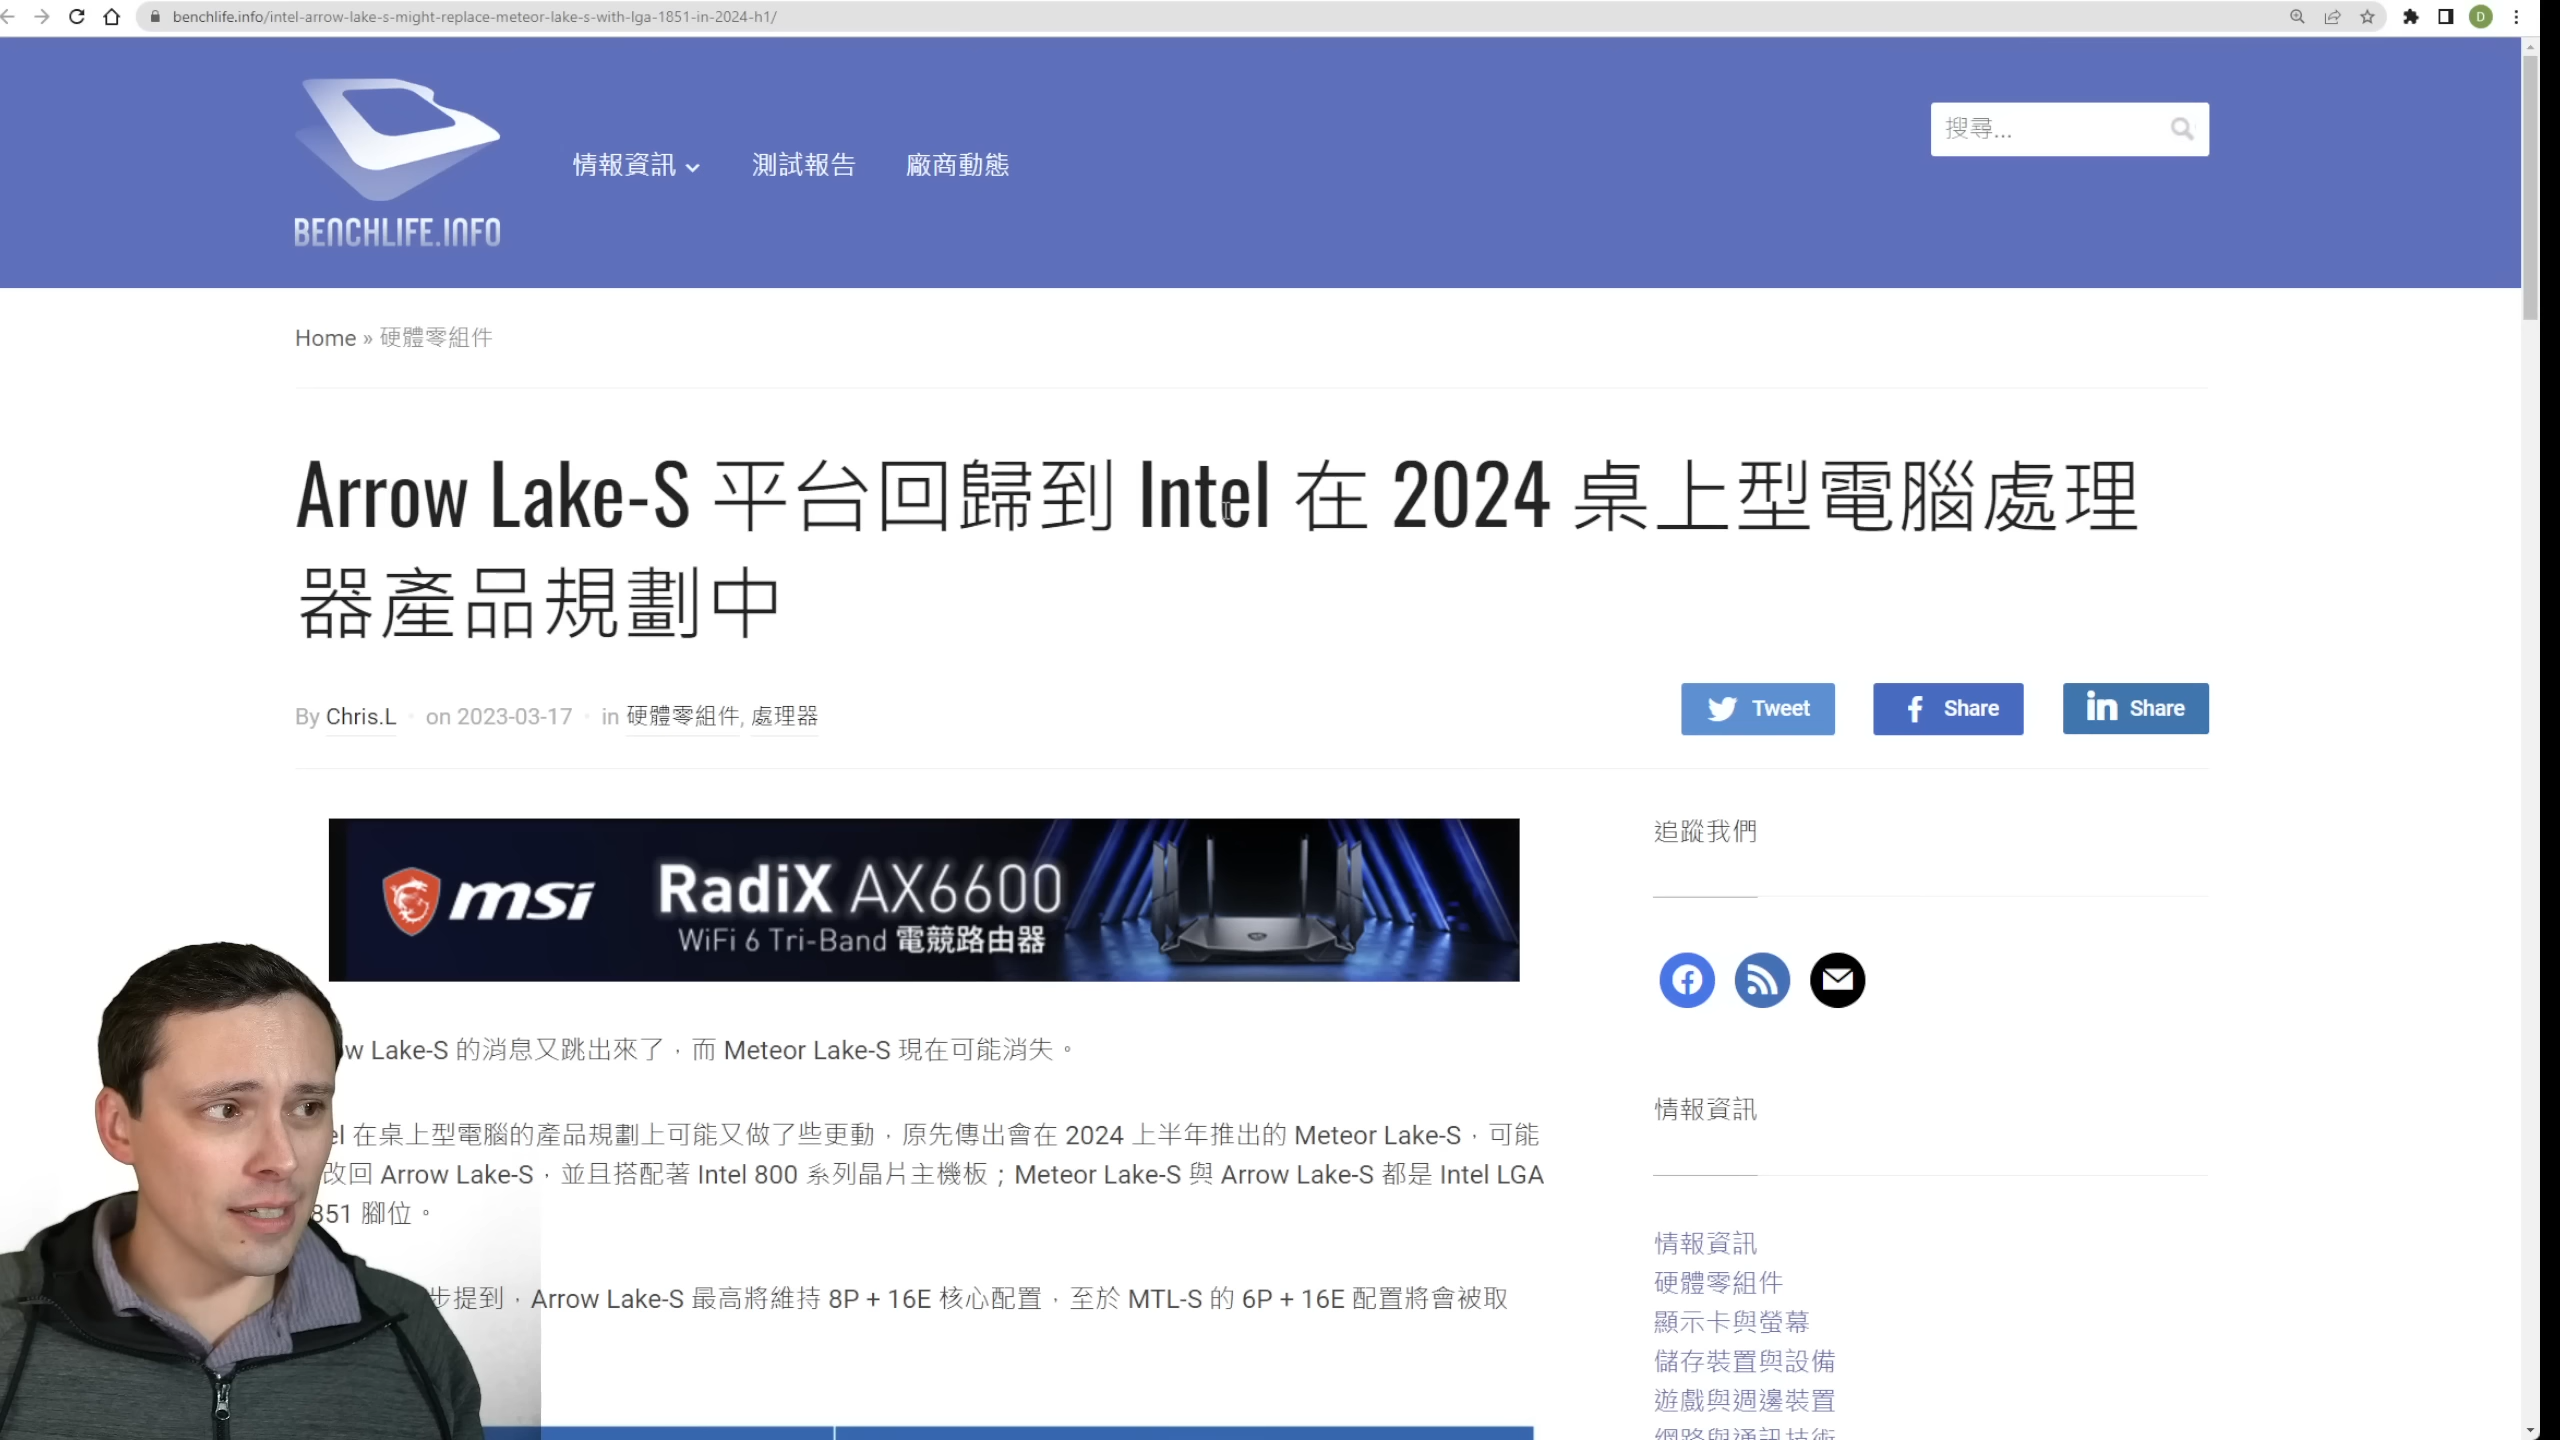 benchlife.info/intel-arrow-lake-s-might-replace-meteor-lake-s-with-lga-1851-in-2024-h1/
D
BENCHLIFE.INFO
情報資訊
測試報告
廠商動態
搜尋...
Home » 硬體零組件
Arrow Lake-S 平台回歸到 Intel 在 2024 桌上型電腦處理
器產品規劃中
By Chris.L on 2023-03-17 in 硬體零組件, 處理器
Tweet
Share
in Share
msi RadiX AX6600
WiFi 6 Tri-Band 電競路由器
w Lake-S 的消息又跳出來了，而 Meteor Lake-S 現在可能消失。
el 在桌上型電腦的產品規劃上可能又做了些更動，原先傳出會在 2024 上半年推出的 Meteor Lake-S，可能
改回 Arrow Lake-S，並且搭配著 Intel 800 系列晶片主機板；Meteor Lake-S 與 Arrow Lake-S 都是 Intel LGA
851 腳位。
步提到，Arrow Lake-S 最高將維持 8P + 16E 核心配置，至於 MTL-S 的 6P + 16E 配置將會被取
追蹤我們
情報資訊
情報資訊
硬體零組件
顯示卡與螢幕
儲存裝置與設備
遊戲與週邊裝置
網路與通訊技術